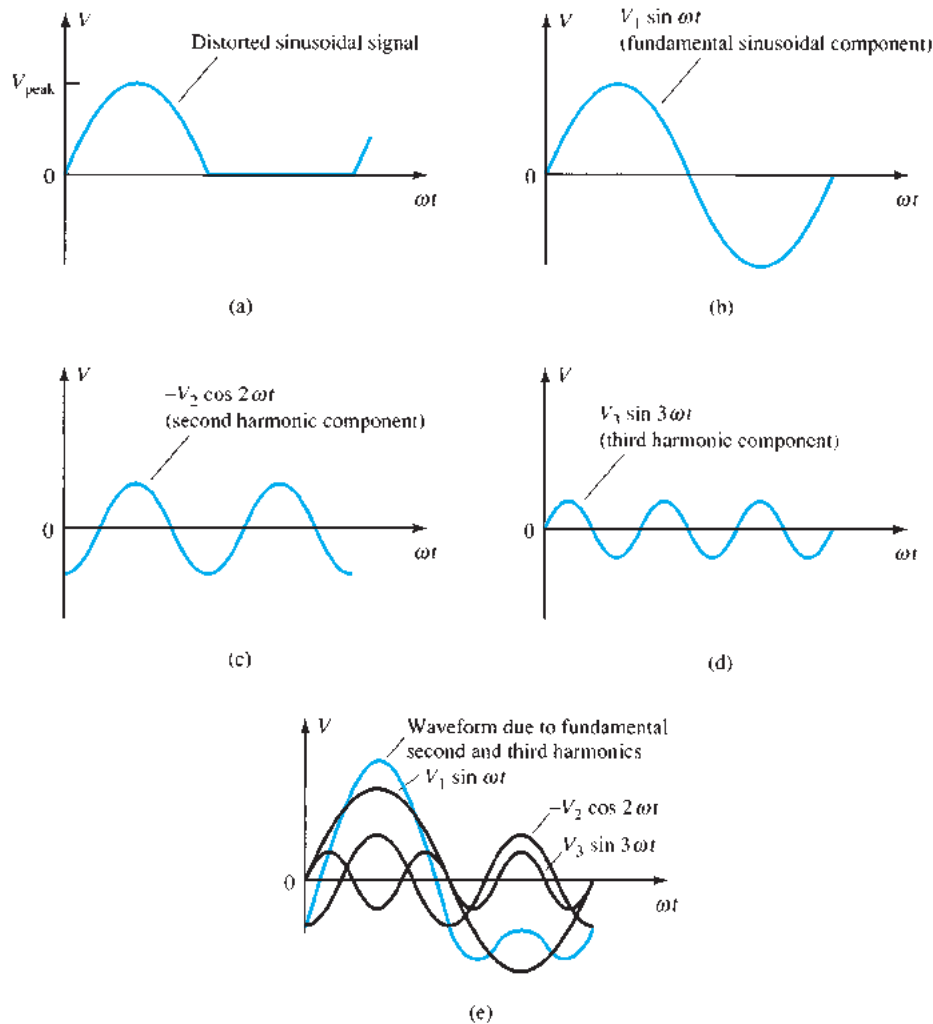 V
Distorted sinusoidal signal
V_peak
0
ωt
(a)
V
V₁ sin ωt
(fundamental sinusoidal component)
0
ωt
(b)
V
–V₂ cos 2ωt
(second harmonic component)
0
ωt
(c)
V
V₃ sin 3ωt
(third harmonic component)
0
ωt
(d)
V
Waveform due to fundamental
second and third harmonics
V₁ sin ωt
–V₂ cos 2ωt
V₃ sin 3ωt
0
ωt
(e)